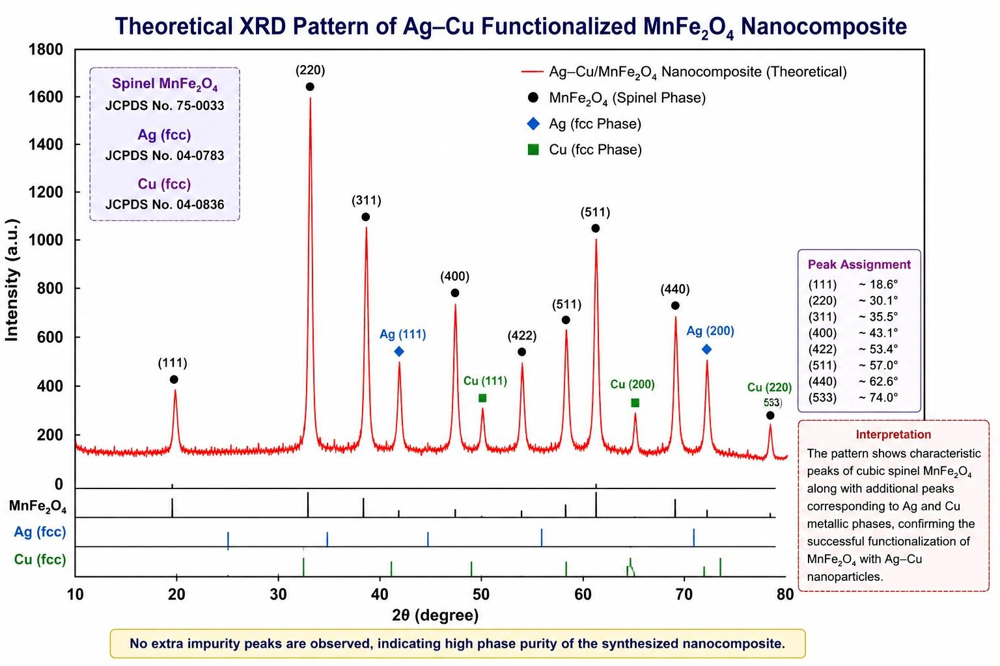 Theoretical XRD Pattern of Ag–Cu Functionalized MnFe₂O₄ Nanocomposite
Intensity (a.u.)
1800
1600
1400
1200
1000
800
600
400
200
0
Spinel MnFe₂O₄
JCPDS No. 75-0033
Ag (fcc)
JCPDS No. 04-0783
Cu (fcc)
JCPDS No. 04-0836
Ag–Cu/MnFe₂O₄ Nanocomposite (Theoretical)
MnFe₂O₄ (Spinel Phase)
Ag (fcc Phase)
Cu (fcc Phase)
(111)
(220)
(311)
Ag (111)
(400)
Cu (111)
(422)
(511)
(511)
Cu (200)
(440)
Ag (200)
Cu (220)
533)
Peak Assignment
(111) ~ 18.6°
(220) ~ 30.1°
(311) ~ 35.5°
(400) ~ 43.1°
(422) ~ 53.4°
(511) ~ 57.0°
(440) ~ 62.6°
(533) ~ 74.0°
Interpretation
The pattern shows characteristic
peaks of cubic spinel MnFe₂O₄
along with additional peaks
corresponding to Ag and Cu
metallic phases, confirming the
successful functionalization of
MnFe₂O₄ with Ag–Cu
nanoparticles.
MnFe₂O₄
Ag (fcc)
Cu (fcc)
10 20 30 40 50 60 70 80
2θ (degree)
No extra impurity peaks are observed, indicating high phase purity of the synthesized nanocomposite.